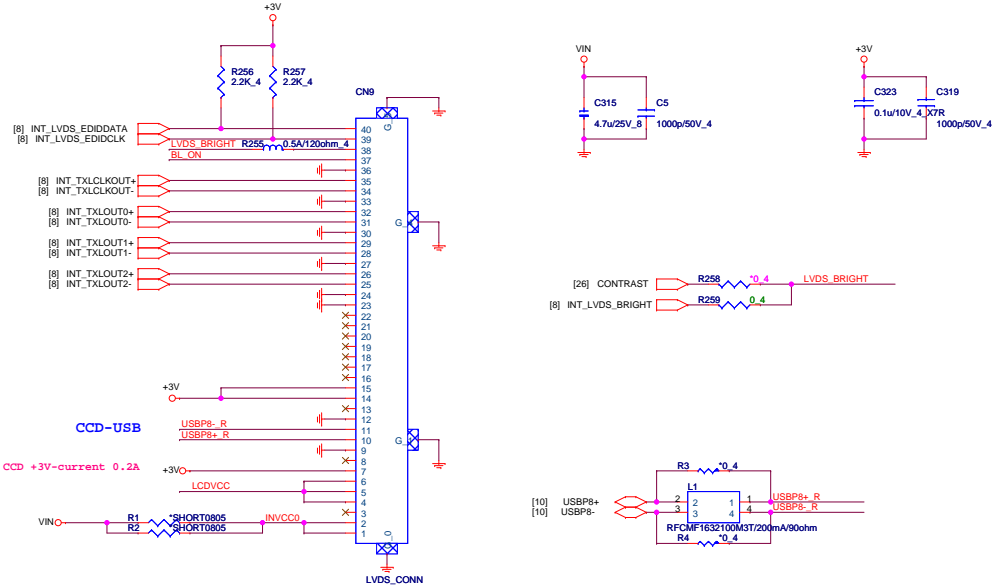 +3V
R256
2.2K_4
R257
2.2K_4
CN9
[8] INT_LVDS_EDIDDATA
[8] INT_LVDS_EDIDCLK
LVDS_BRIGHT R255 0.5A/120ohm_4
BL_ON
[8] INT_TXLCLKOUT+
[8] INT_TXLCLKOUT-
[8] INT_TXLOUT0+
[8] INT_TXLOUT0-
[8] INT_TXLOUT1+
[8] INT_TXLOUT1-
[8] INT_TXLOUT2+
[8] INT_TXLOUT2-
40
39
38
37
36
35
34
33
32
31
30
29
28
27
26
25
24
23
22
21
20
19
18
17
16
15
14
13
12
11
10
9
8
7
6
5
4
3
2
1
G_0
+3V
CCD-USB
USBP8-_R
USBP8+_R
CCD +3V-current 0.2A
+3V
LCDVCC
VIN
R1 *SHORT0805
R2 *SHORT0805
INVCC0
LVDS_CONN
VIN
C315
4.7u/25V_8
C5
1000p/50V_4
+3V
C323
0.1u/10V_4_X7R
C319
1000p/50V_4
[26] CONTRAST R258 *0_4 LVDS_BRIGHT
[8] INT_LVDS_BRIGHT R259 0_4
R3 *0_4
L1
[10] USBP8+ 2 2 1 1 USBP8+_R
[10] USBP8- 3 3 4 4 USBP8-_R
RFCMF1632100M3T/200mA/90ohm
R4 *0_4